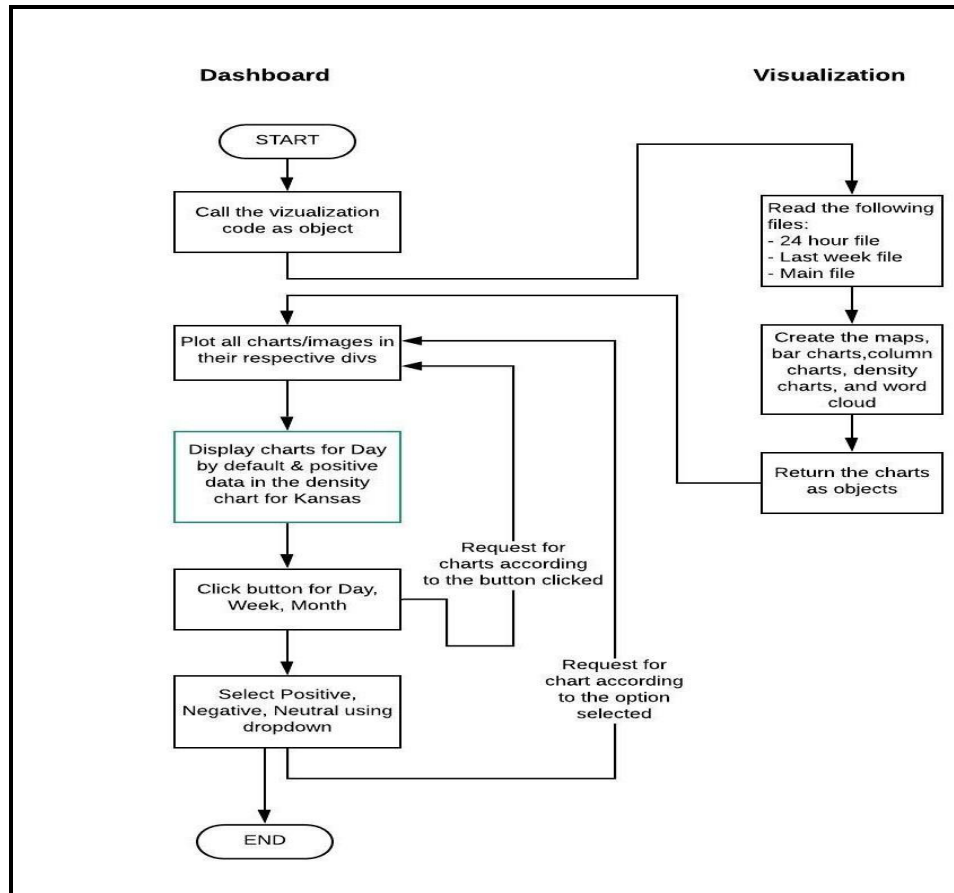 Dashboard
Visualization
START
Call the vizualization
code as object
Read the following
files:
- 24 hour file
- Last week file
- Main file
Plot all charts/images in
their respective divs
Create the maps,
bar charts,column
charts, density
charts, and word
cloud
Display charts for Day
by default & positive
data in the density
chart for Kansas
Return the charts
as objects
Request for
charts according
to the button clicked
Click button for Day,
Week, Month
Request for
chart according
to the option
selected
Select Positive,
Negative, Neutral using
dropdown
END